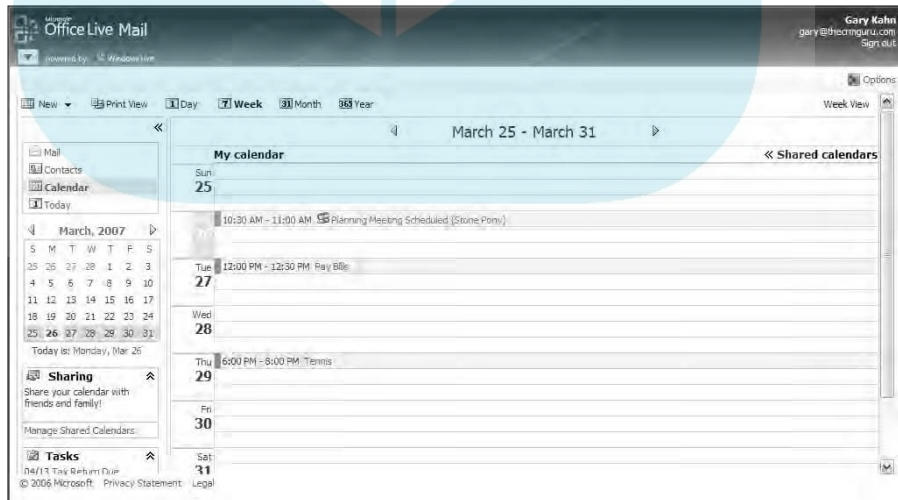 Microsoft
Office Live Mail
powered by Windows Live
Gary Kahn
gary@thecrmguru.com
Sign out
Options
New Print View 1 Day 7 Week 31 Month 365 Year Week View
March 25 - March 31
Mail
Contacts
Calendar
Today
March, 2007
S M T W T F S
25 26 27 28 1 2 3
4 5 6 7 8 9 10
11 12 13 14 15 16 17
18 19 20 21 22 23 24
25 26 27 28 29 30 31
Today is: Monday, Mar 26
Sharing
Share your calendar with
friends and family!
Manage Shared Calendars
Tasks
04/13 Tax Return Due
My calendar « Shared calendars
Sun
25
10:30 AM - 11:00 AM Planning Meeting Scheduled (Stone Pony)
Tue 12:00 PM - 12:30 PM Pay Bills
27
Wed
28
Thu 6:00 PM - 8:00 PM Tennis
29
Fri
30
Sat
31
© 2006 Microsoft Privacy Statement Legal